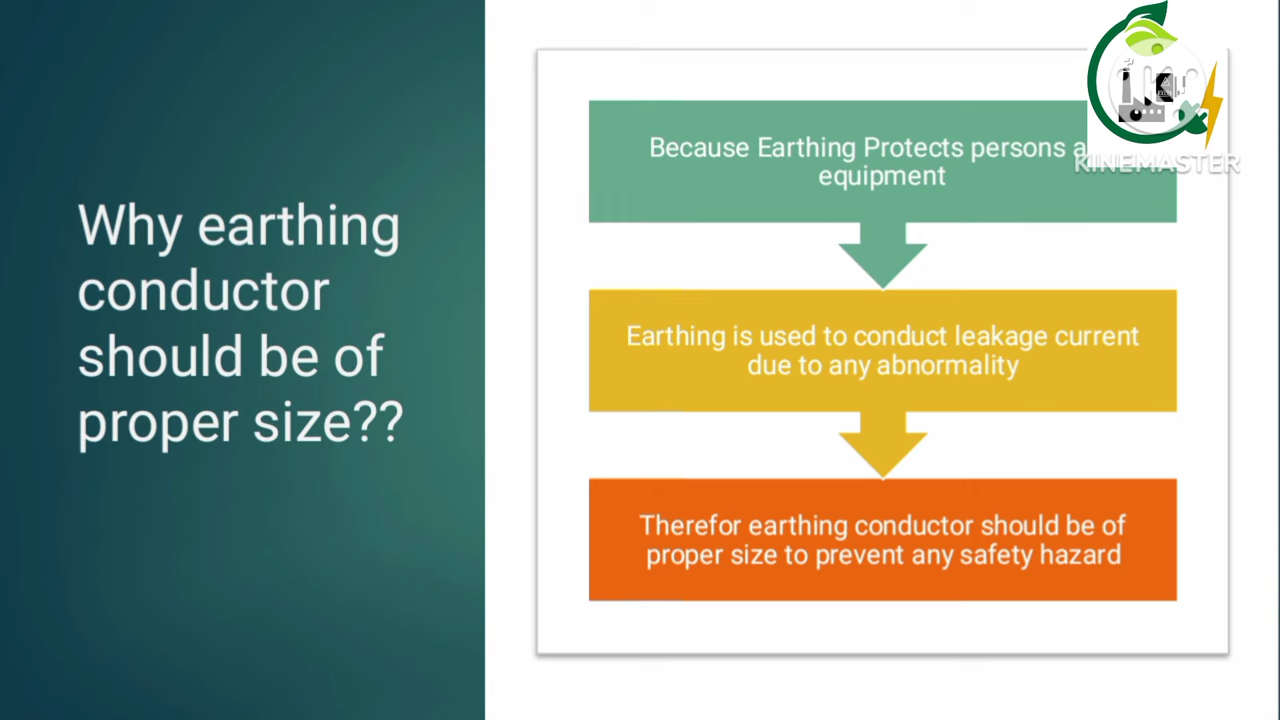 Why earthing
conductor
should be of
proper size??
Because Earthing Protects persons
equipment
Earthing is used to conduct leakage current
due to any abnormality
Therefor earthing conductor should be of
proper size to prevent any safety hazard
KINEMASTER